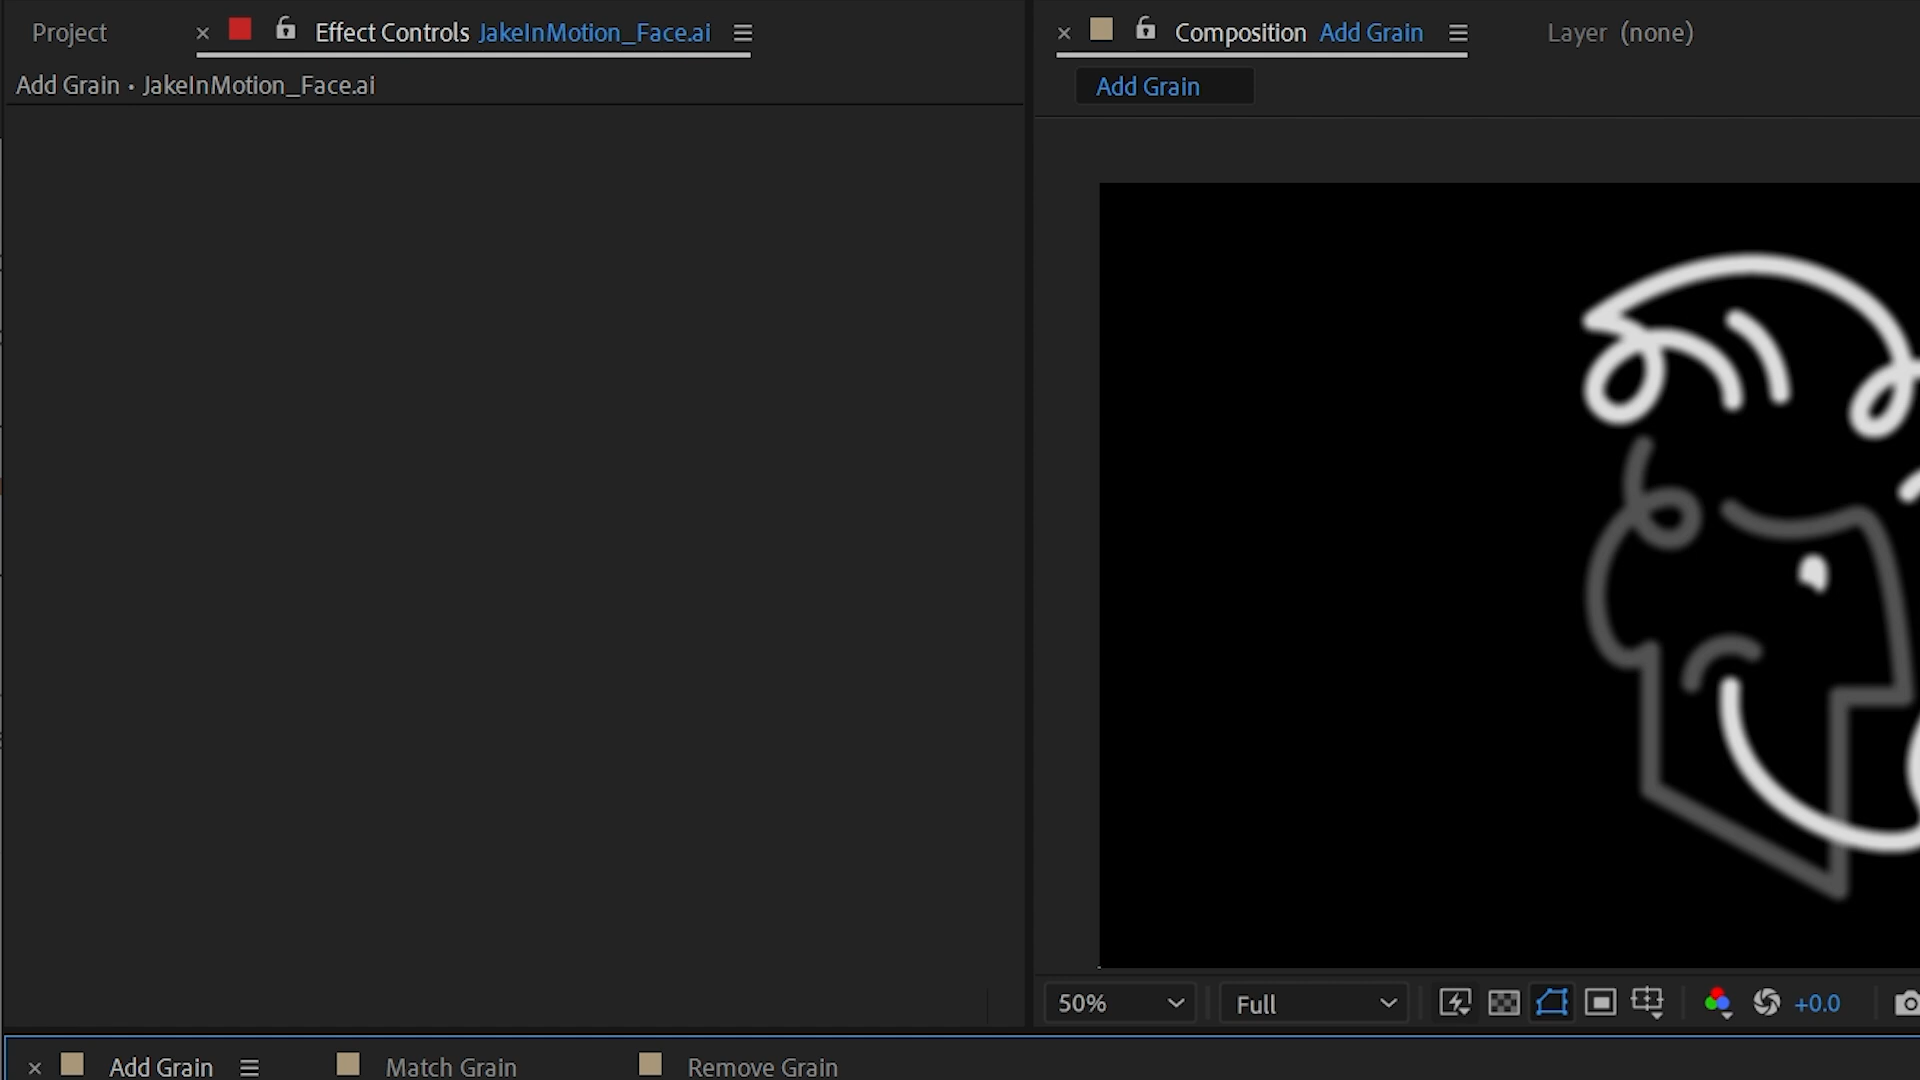 Project
Effect Controls JakeInMotion_Face.ai
Composition Add Grain
Layer (none)
Add Grain • JakeInMotion_Face.ai
Add Grain
50%
Full
+0.0
Add Grain
Match Grain
Remove Grain